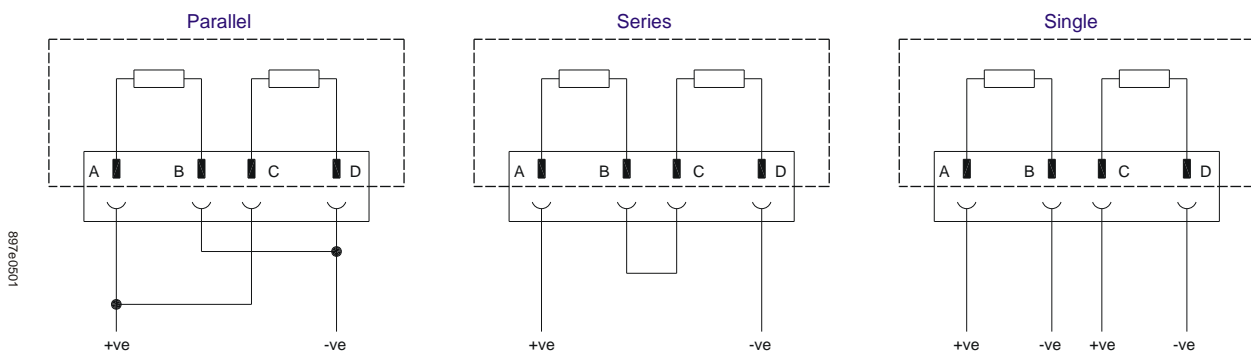 Parallel
Series
Single
A B C D
A B C D
A B C D
+ve -ve
+ve -ve
+ve -ve +ve -ve
897e0501